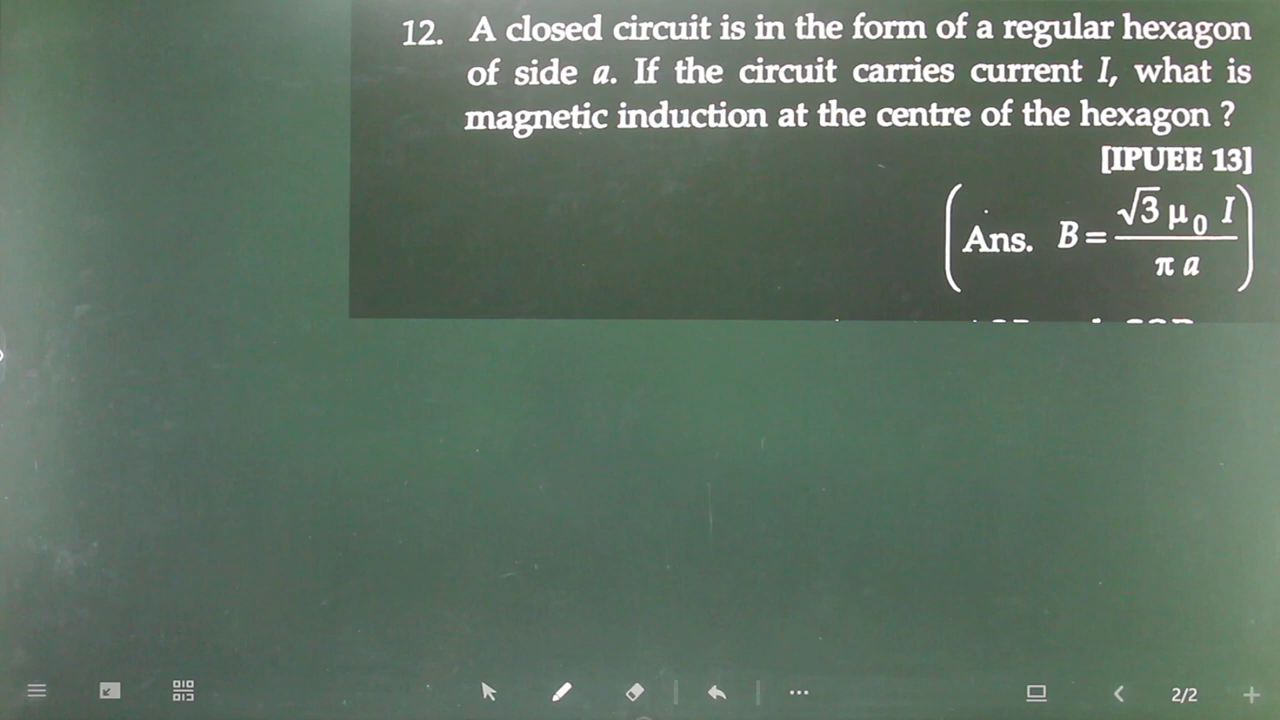 12. A closed circuit is in the form of a regular hexagon
of side a. If the circuit carries current I, what is
magnetic induction at the centre of the hexagon ?
[IPUEE 13]
(Ans. B = √3 μ₀ I / π a)
2/2